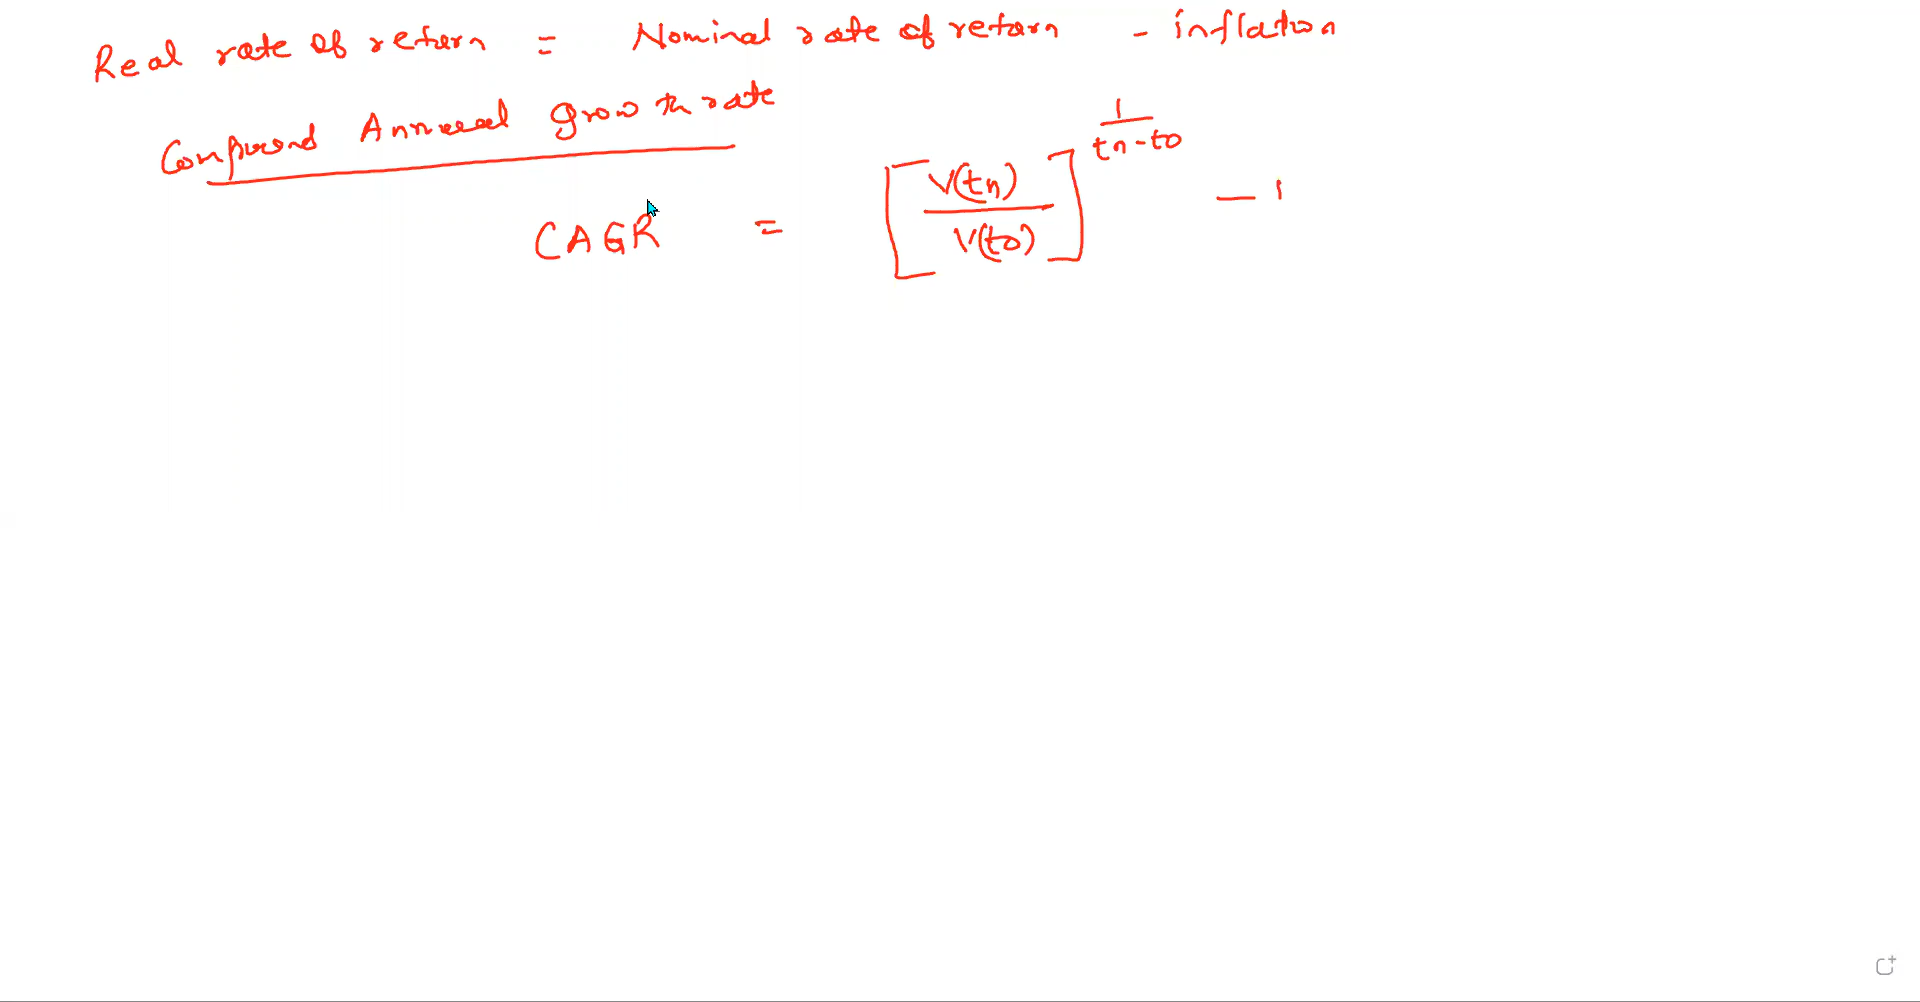 Real rate of return = Nominal rate of return - inflation
Compound Annual growth rate
CAGR = [V(tn)/V(to)]^(1/(tn-to)) - 1